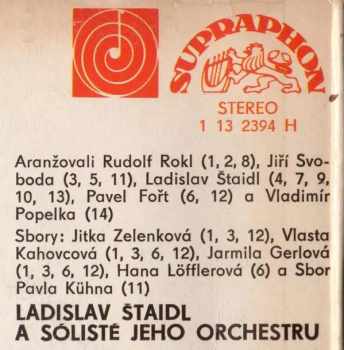 SUPRAPHON
STEREO
1 13 2394 H
Aranžovali Rudolf Rokl (1, 2, 8), Jiří Svo-
boda (3, 5, 11), Ladislav Štaidl (4, 7, 9,
10, 13), Pavel Fořt (6, 12) a Vladimír
Popelka (14)
Sbory: Jitka Zelenková (1, 3, 12), Vlasta
Kahovcová (1, 3, 6, 12), Jarmila Gerlová
(1, 3, 6, 12), Hana Löfflerová (6) a Sbor
Pavla Kühna (11)
LADISLAV ŠTAIDL
A SÓLISTÉ JEHO ORCHESTRU